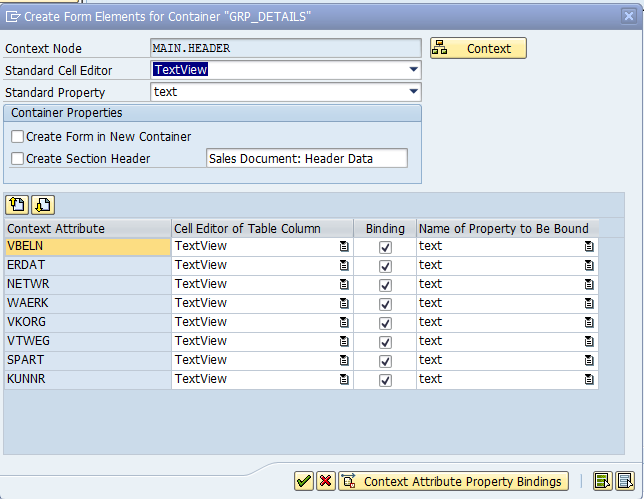 Create Form Elements for Container "GRP_DETAILS"
Context Node MAIN.HEADER Context
Standard Cell Editor TextView
Standard Property text
Container Properties
Create Form in New Container
Create Section Header Sales Document: Header Data
Context Attribute Cell Editor of Table Column Binding Name of Property to Be Bound
VBELN TextView text
ERDAT TextView text
NETWR TextView text
WAERK TextView text
VKORG TextView text
VTWEG TextView text
SPART TextView text
KUNNR TextView text
Context Attribute Property Bindings